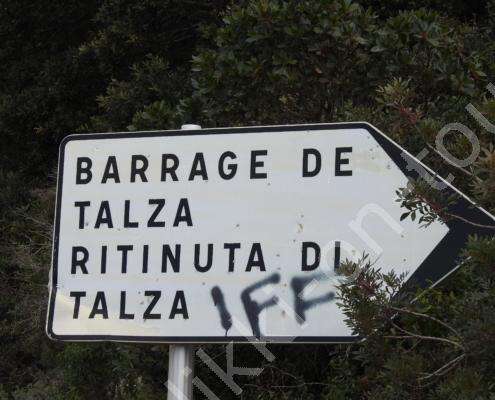 BARRAGE DE
TALZA
RITINUTA DI
TALZA IFF